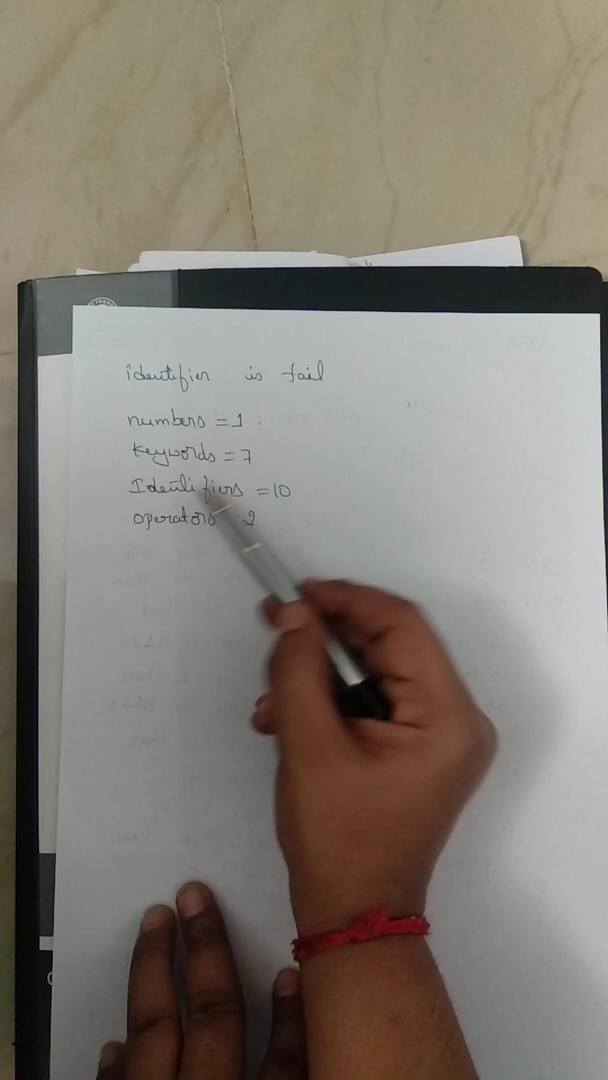 identifier is fail
numbers = 1
keywords = 7
Identifiers = 10
operators 2